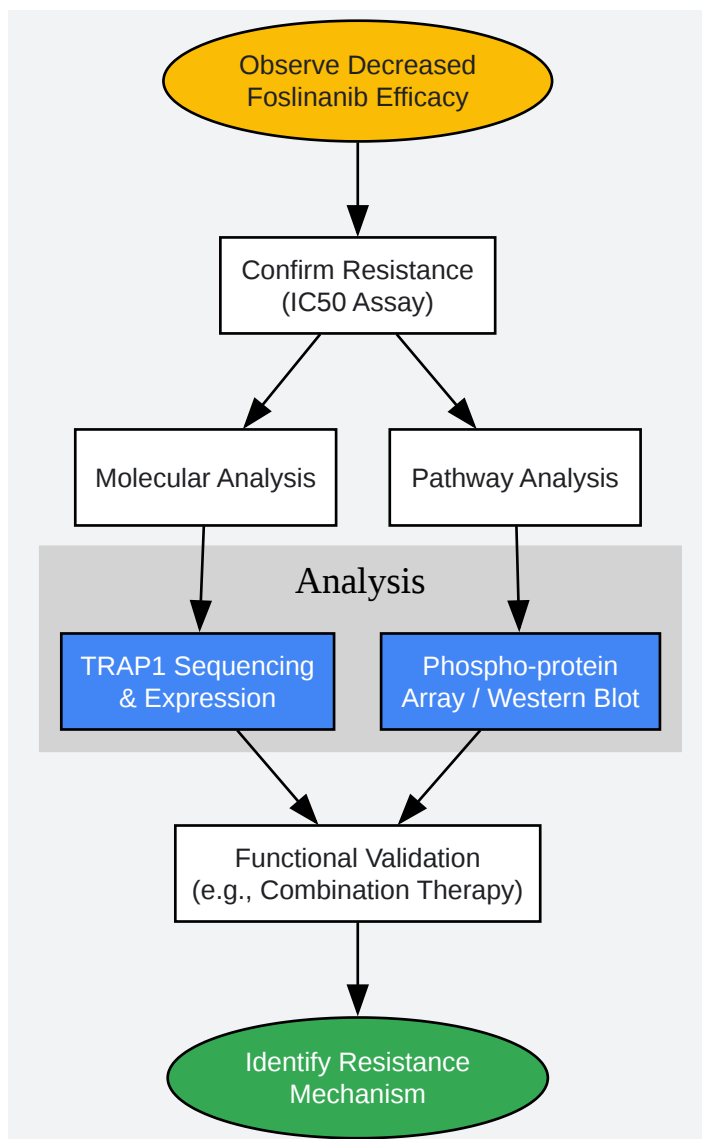 Observe Decreased
Foslinanib Efficacy
Confirm Resistance
(IC50 Assay)
Molecular Analysis
Pathway Analysis
Analysis
TRAP1 Sequencing
& Expression
Phospho-protein
Array / Western Blot
Functional Validation
(e.g., Combination Therapy)
Identify Resistance
Mechanism